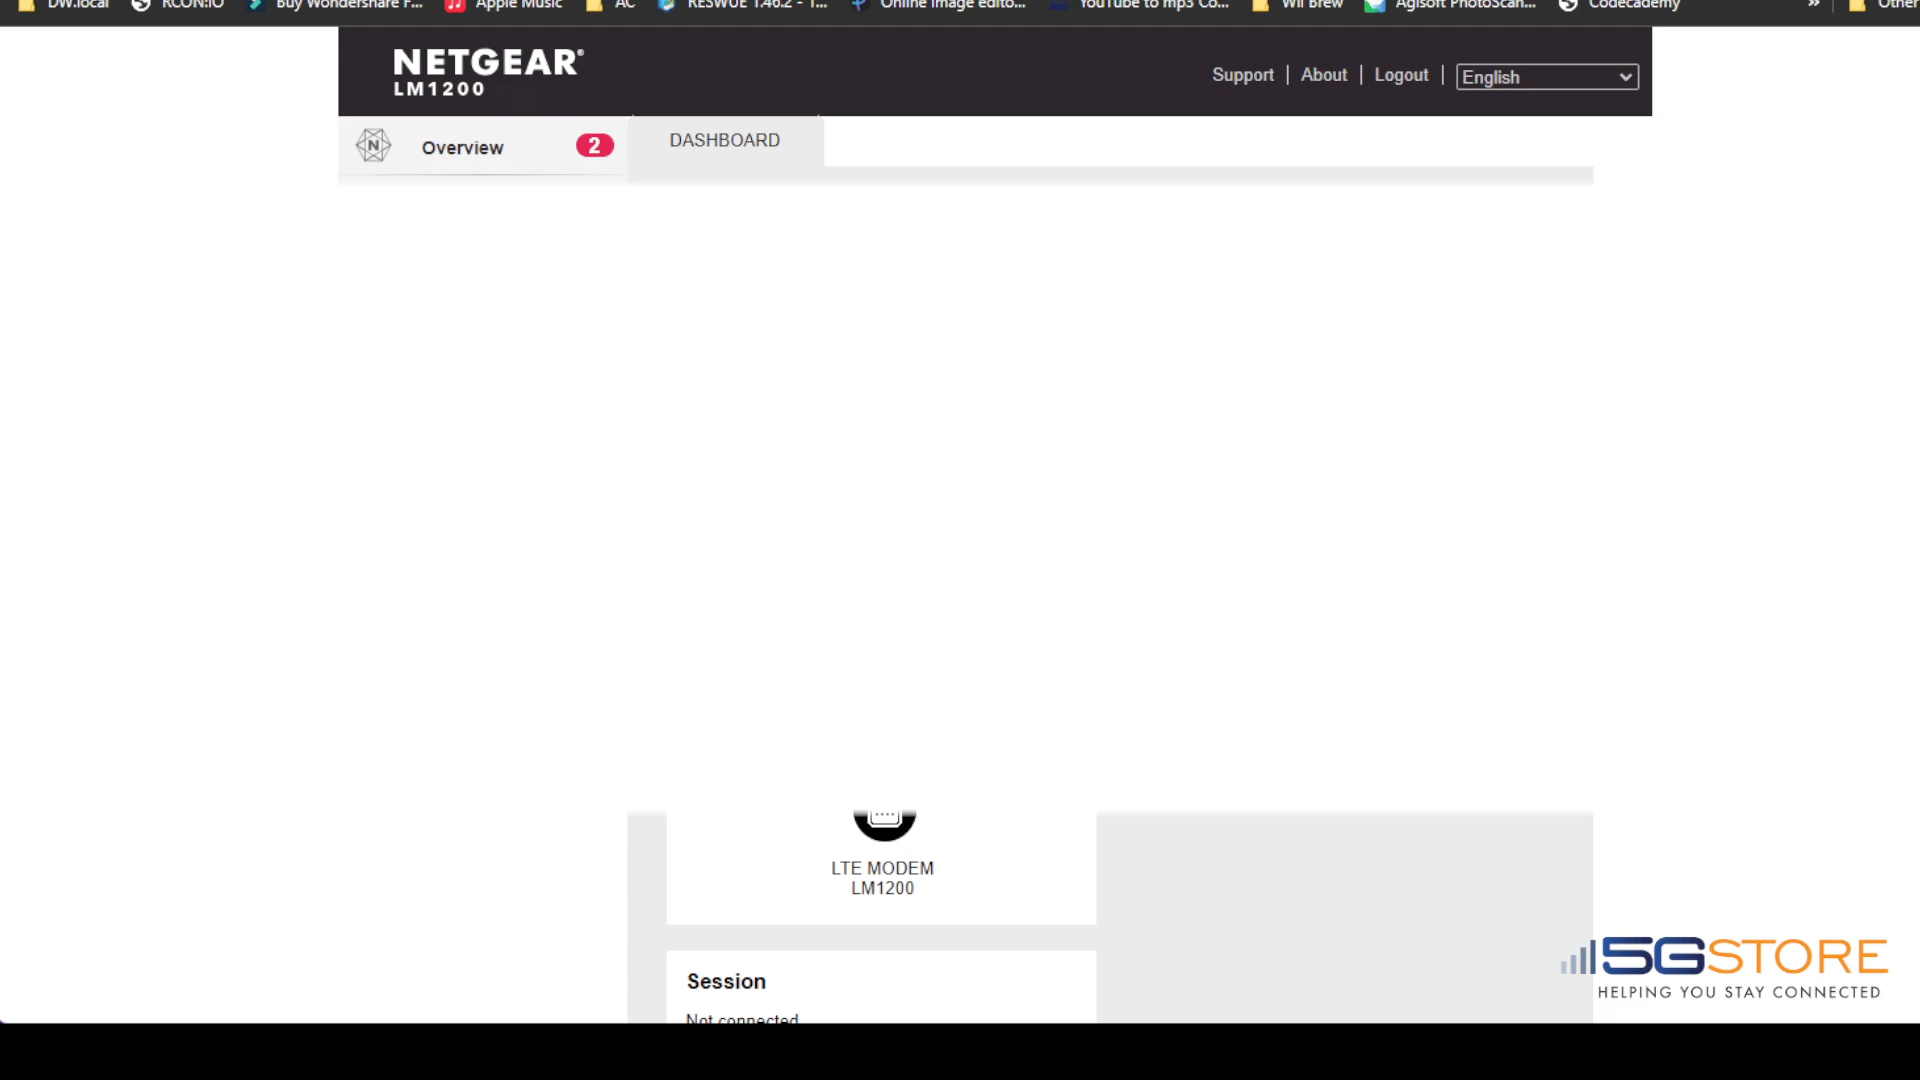 DW.local RCON:IO Buy Wondershare F... Apple Music AC RESWUE 1.46.2 - 1... Online image edito... YouTube to mp3 Co... Wii Brew Agisoft PhotoScan... Codecademy » Other
NETGEAR®
LM1200
Support | About | Logout | English
N Overview 2 DASHBOARD
LTE MODEM
LM1200
Session
Not connected
5GSTORE
HELPING YOU STAY CONNECTED